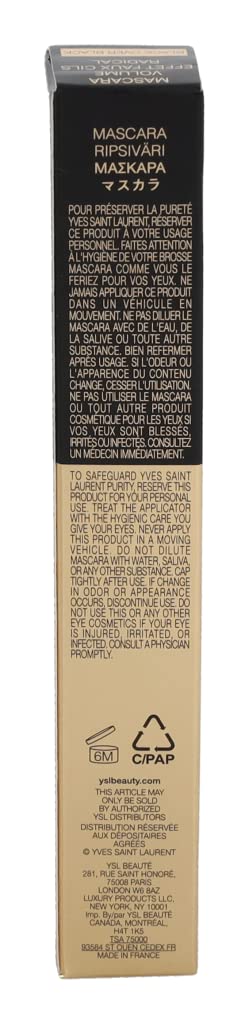 BLACK OVER BLACK
RADICAL
EFFET FAUX CILS
VOLUME
MASCARA
MASCARA
RIPSIVÄRI
ΜΑΣΚΑΡΑ
マスカラ
POUR PRÉSERVER LA PURETÉ
YVES SAINT LAURENT, RÉSERVER
CE PRODUIT À VOTRE USAGE
PERSONNEL. FAITES ATTENTION
À L'HYGIÈNE DE VOTRE BROSSE
MASCARA COMME VOUS LE
FERIEZ POUR VOS YEUX. NE
JAMAIS APPLIQUER CE PRODUIT
DANS UN VÉHICULE EN
MOUVEMENT. NE PAS DILUER LE
MASCARA AVEC DE L'EAU, DE
LA SALIVE OU TOUTE AUTRE
SUBSTANCE. BIEN REFERMER
APRÈS USAGE. SI L'ODEUR OU
L'APPARENCE DU CONTENU
CHANGE, CESSER L'UTILISATION.
NE PAS UTILISER LE MASCARA
OU TOUT AUTRE PRODUIT
COSMÉTIQUE POUR LES YEUX SI
VOS YEUX SONT BLESSÉS,
IRRITÉS OU INFECTÉS. CONSULTEZ
UN MÉDECIN IMMÉDIATEMENT.
TO SAFEGUARD YVES SAINT
LAURENT PURITY, RESERVE THIS
PRODUCT FOR YOUR PERSONAL
USE. TREAT THE APPLICATOR
WITH THE HYGIENIC CARE YOU
GIVE YOUR EYES. NEVER APPLY
THIS PRODUCT IN A MOVING
VEHICLE. DO NOT DILUTE
MASCARA WITH WATER, SALIVA,
OR ANY OTHER SUBSTANCE. CAP
TIGHTLY AFTER USE. IF CHANGE
IN ODOR OR APPEARANCE
OCCURS, DISCONTINUE USE. DO
NOT USE THIS OR ANY OTHER
EYE COSMETICS IF YOUR EYE
IS INJURED, IRRITATED, OR
INFECTED. CONSULT A PHYSICIAN
PROMPTLY.
6M
C/PAP
yslbeauty.com
THIS ARTICLE MAY
ONLY BE SOLD
BY AUTHORIZED
YSL DISTRIBUTORS
DISTRIBUTION RÉSERVÉE
AUX DÉPOSITAIRES
AGRÉÉS
© YVES SAINT LAURENT
YSL BEAUTÉ
281, RUE SAINT HONORÉ,
75008 PARIS
LONDON W6 8AZ
LUXURY PRODUCTS LLC,
NEW YORK, NY 10001
Imp. By/par YSL BEAUTÉ
CANADA, MONTRÉAL,
H4T 1K5
TSA 75000
93584 ST OUEN CEDEX FR
MADE IN FRANCE